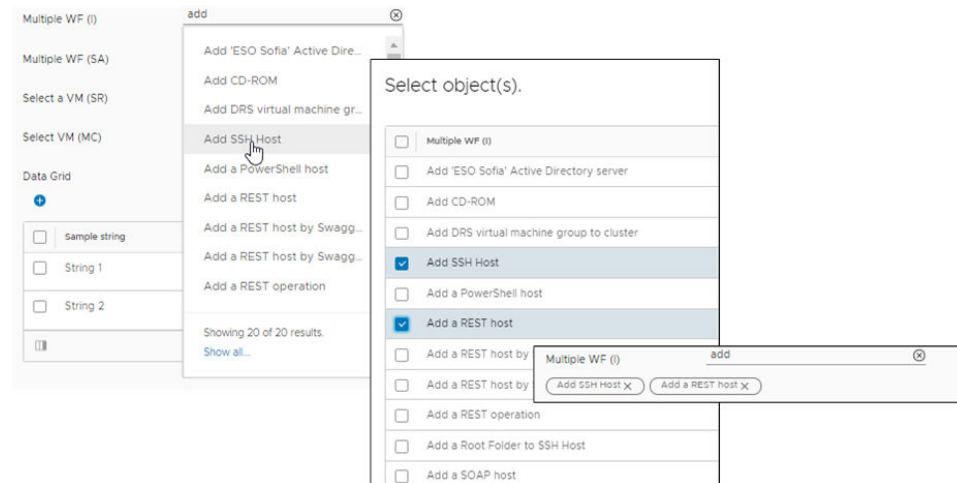 Multiple WF (I)
add
Multiple WF (SA)
Select a VM (SR)
Select VM (MC)
Data Grid
Sample string
String 1
String 2
Add 'ESO Sofia' Active Dire...
Add CD-ROM
Add DRS virtual machine gr...
Add SSH Host
Add a PowerShell host
Add a REST host
Add a REST host by Swagg...
Add a REST host by Swagg...
Add a REST operation
Showing 20 of 20 results.
Show all...
Select object(s).
Multiple WF (I)
Add 'ESO Sofia' Active Directory server
Add CD-ROM
Add DRS virtual machine group to cluster
Add SSH Host
Add a PowerShell host
Add a REST host
Add a REST host by
Add a REST host by
Add a REST operation
Add a Root Folder to SSH Host
Add a SOAP host
Multiple WF (I)
add
Add SSH Host
Add a REST host